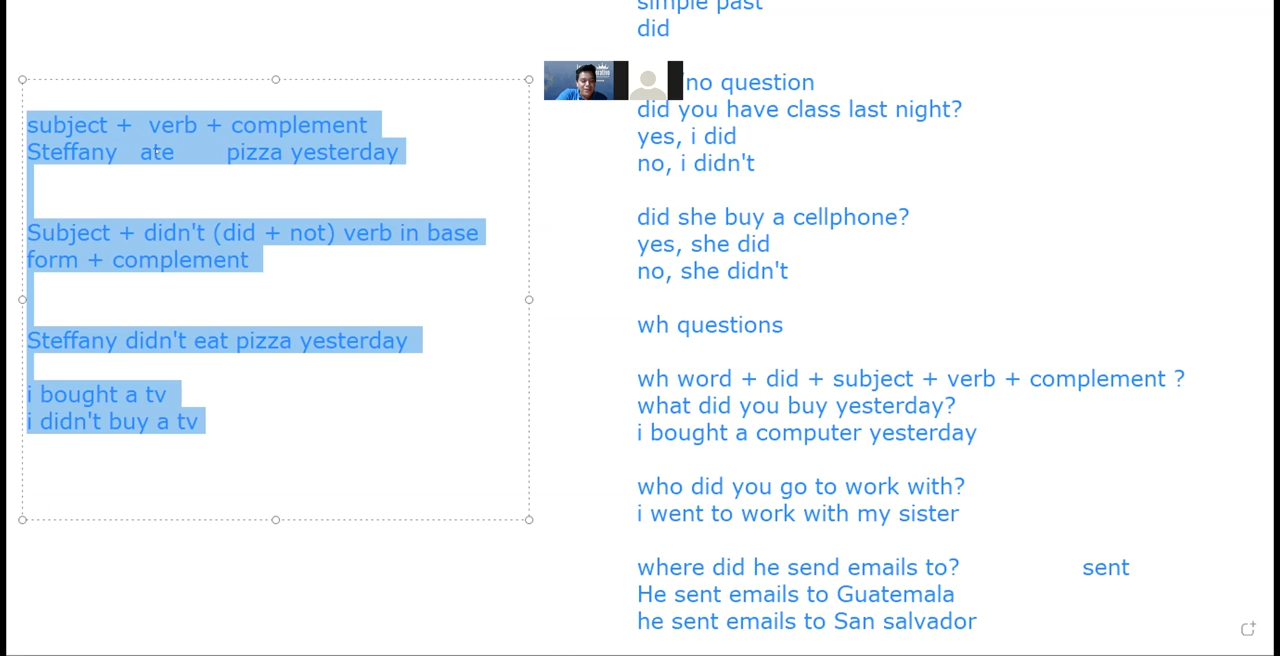 subject + verb + complement
Steffany ate pizza yesterday
Subject + didn't (did + not) verb in base
form + complement
Steffany didn't eat pizza yesterday
i bought a tv
i didn't buy a tv
simple past
did
no question
did you have class last night?
yes, i did
no, i didn't
did she buy a cellphone?
yes, she did
no, she didn't
wh questions
wh word + did + subject + verb + complement ?
what did you buy yesterday?
i bought a computer yesterday
who did you go to work with?
i went to work with my sister
where did he send emails to? sent
He sent emails to Guatemala
he sent emails to San salvador